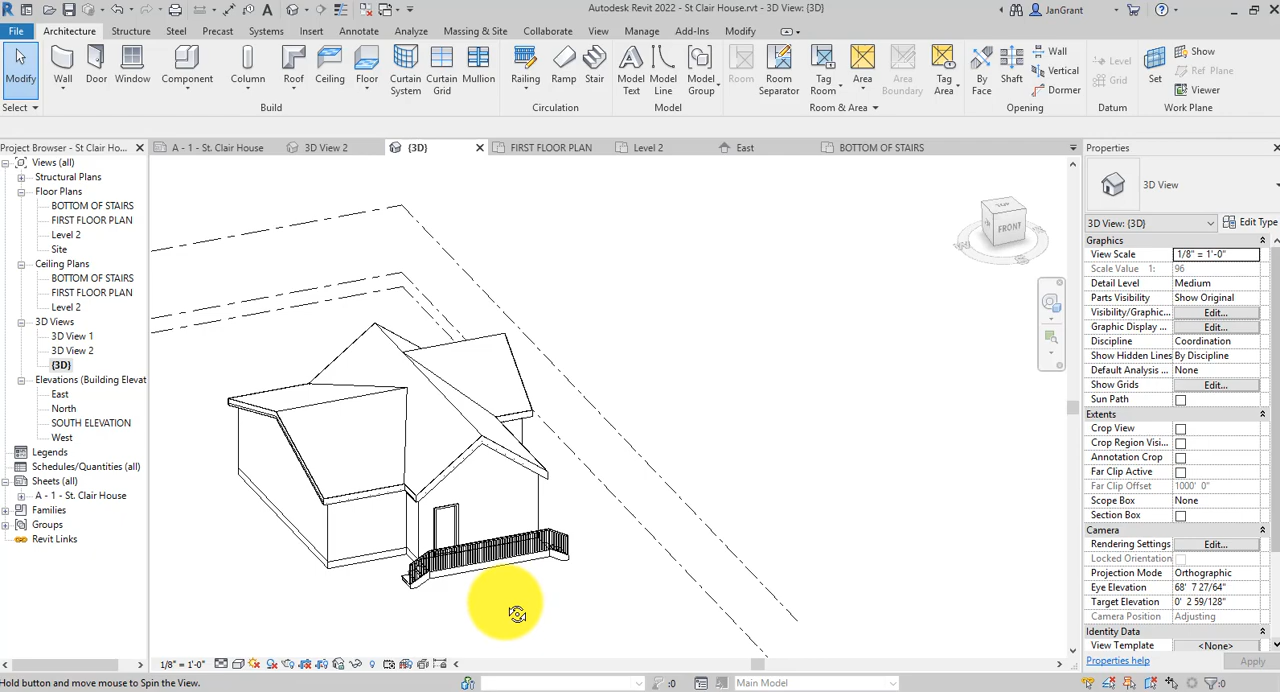 Autodesk Revit 2022 - St Clair House.rvt - 3D View: {3D}
JanGrant
File Architecture Structure Steel Precast Systems Insert Annotate Analyze Massing & Site Collaborate View Manage Add-Ins Modify
Modify Wall Door Window Component Column Roof Ceiling Floor Curtain System Curtain Grid Mullion Railing Ramp Stair Model Text Model Line Model Group Room Room Separator Tag Room Area Area Boundary Tag Area By Face Shaft Wall Vertical Dormer Level Grid Set Show Ref Plane Viewer
Select Build Circulation Model Room & Area Opening Datum Work Plane
Project Browser - St Clair Ho...
A - 1 - St. Clair House 3D View 2 {3D} FIRST FLOOR PLAN Level 2 East BOTTOM OF STAIRS
Views (all)
Structural Plans
Floor Plans
BOTTOM OF STAIRS
FIRST FLOOR PLAN
Level 2
Site
Ceiling Plans
BOTTOM OF STAIRS
FIRST FLOOR PLAN
Level 2
3D Views
3D View 1
3D View 2
{3D}
Elevations (Building Elevat
East
North
SOUTH ELEVATION
West
Legends
Schedules/Quantities (all)
Sheets (all)
A - 1 - St. Clair House
Families
Groups
Revit Links
TOP
FRONT
Properties
3D View
3D View: {3D} Edit Type
Graphics
View Scale 1/8" = 1'-0"
Scale Value 1: 96
Detail Level Medium
Parts Visibility Show Original
Visibility/Graphic... Edit...
Graphic Display ... Edit...
Discipline Coordination
Show Hidden Lines By Discipline
Default Analysis ... None
Show Grids Edit...
Sun Path
Extents
Crop View
Crop Region Visi...
Annotation Crop
Far Clip Active
Far Clip Offset 1000' 0"
Scope Box None
Section Box
Camera
Rendering Settings Edit...
Locked Orientation
Projection Mode Orthographic
Eye Elevation 68' 7 27/64"
Target Elevation 0' 2 59/128"
Camera Position Adjusting
Identity Data
View Template <None>
Properties help Apply
1/8" = 1'-0"
Hold button and move mouse to Spin the View.
:0 Main Model :0